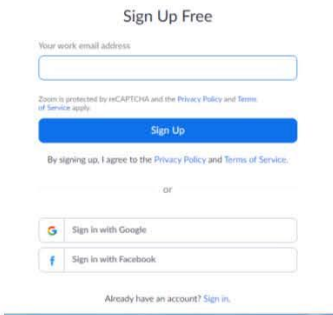 Sign Up Free
Your work email address
Zoom is protected by reCAPTCHA and the Privacy Policy and Terms
of Service apply.
Sign Up
By signing up, I agree to the Privacy Policy and Terms of Service.
or
Sign in with Google
Sign in with Facebook
Already have an account? Sign in.